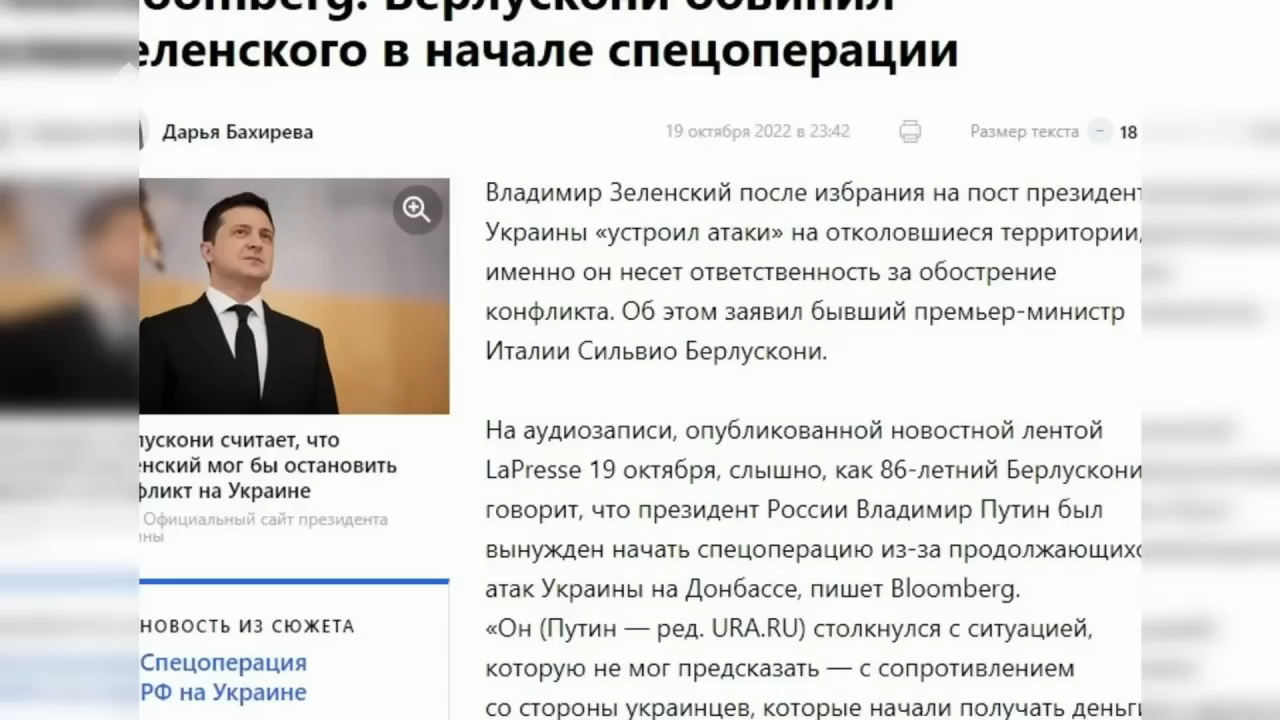 Bloomberg: Берлускони обвинил
еленского в начале спецоперации
Дарья Бахирева
19 октября 2022 в 23:42
Размер текста − 18
Владимир Зеленский после избрания на пост президент
Украины «устроил атаки» на отколовшиеся территории,
именно он несет ответственность за обострение
конфликта. Об этом заявил бывший премьер-министр
Италии Сильвио Берлускони.
лускони считает, что
енский мог бы остановить
фликт на Украине
Официальный сайт президента
ины
На аудиозаписи, опубликованной новостной лентой
LaPresse 19 октября, слышно, как 86-летний Берлускони
говорит, что президент России Владимир Путин был
вынужден начать спецоперацию из-за продолжающихс
атак Украины на Донбассе, пишет Bloomberg.
«Он (Путин — ред. URA.RU) столкнулся с ситуацией,
которую не мог предсказать — с сопротивлением
со стороны украинцев, которые начали получать деньги
НОВОСТЬ ИЗ СЮЖЕТА
Спецоперация
РФ на Украине